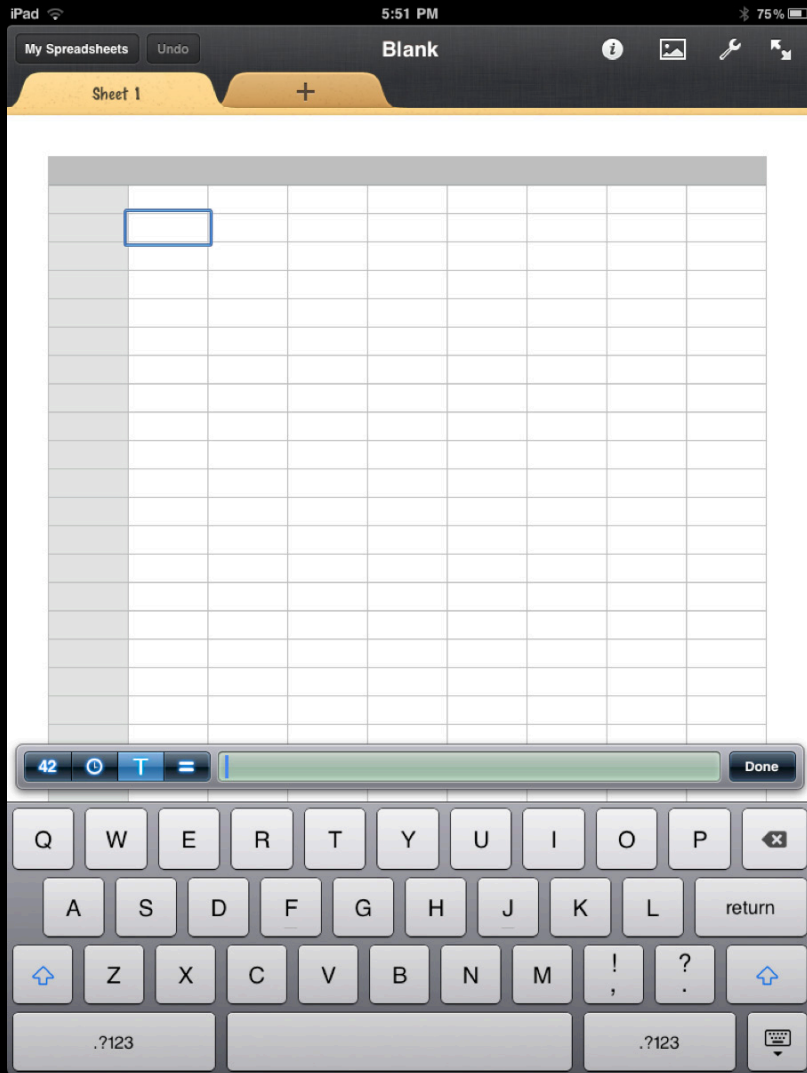 iPad 5:51 PM 75%
My Spreadsheets Undo Blank
Sheet 1 +
42 T = Done
Q W E R T Y U I O P
A S D F G H J K L return
Z X C V B N M ! , ? .
.?123 .?123